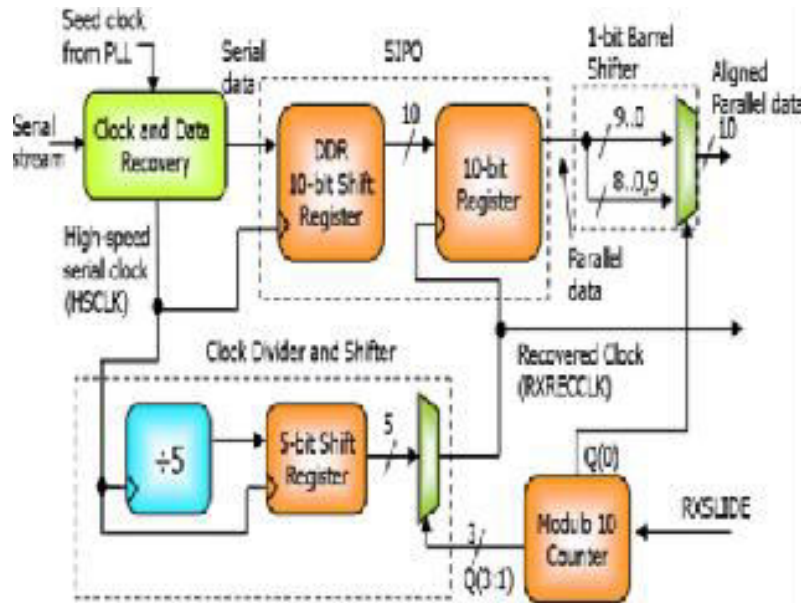 Seed clock
from PLL
Serial
data
SIPO
1-bit Barrel
Shifter
Aligned
Parallel data
10
Serial
stream
Clock and Data
Recovery
DDR
10-bit Shift
Register
10
10-bit
Register
9..0
8..0,9
High-speed
serial clock
(HSCLK)
Parallel
data
Clock Divider and Shifter
Recovered Clock
(RXRECCLK)
÷5
5-bit Shift
Register
5
Q(0)
3
Q(3:1)
Modulo 10
Counter
RXSLIDE